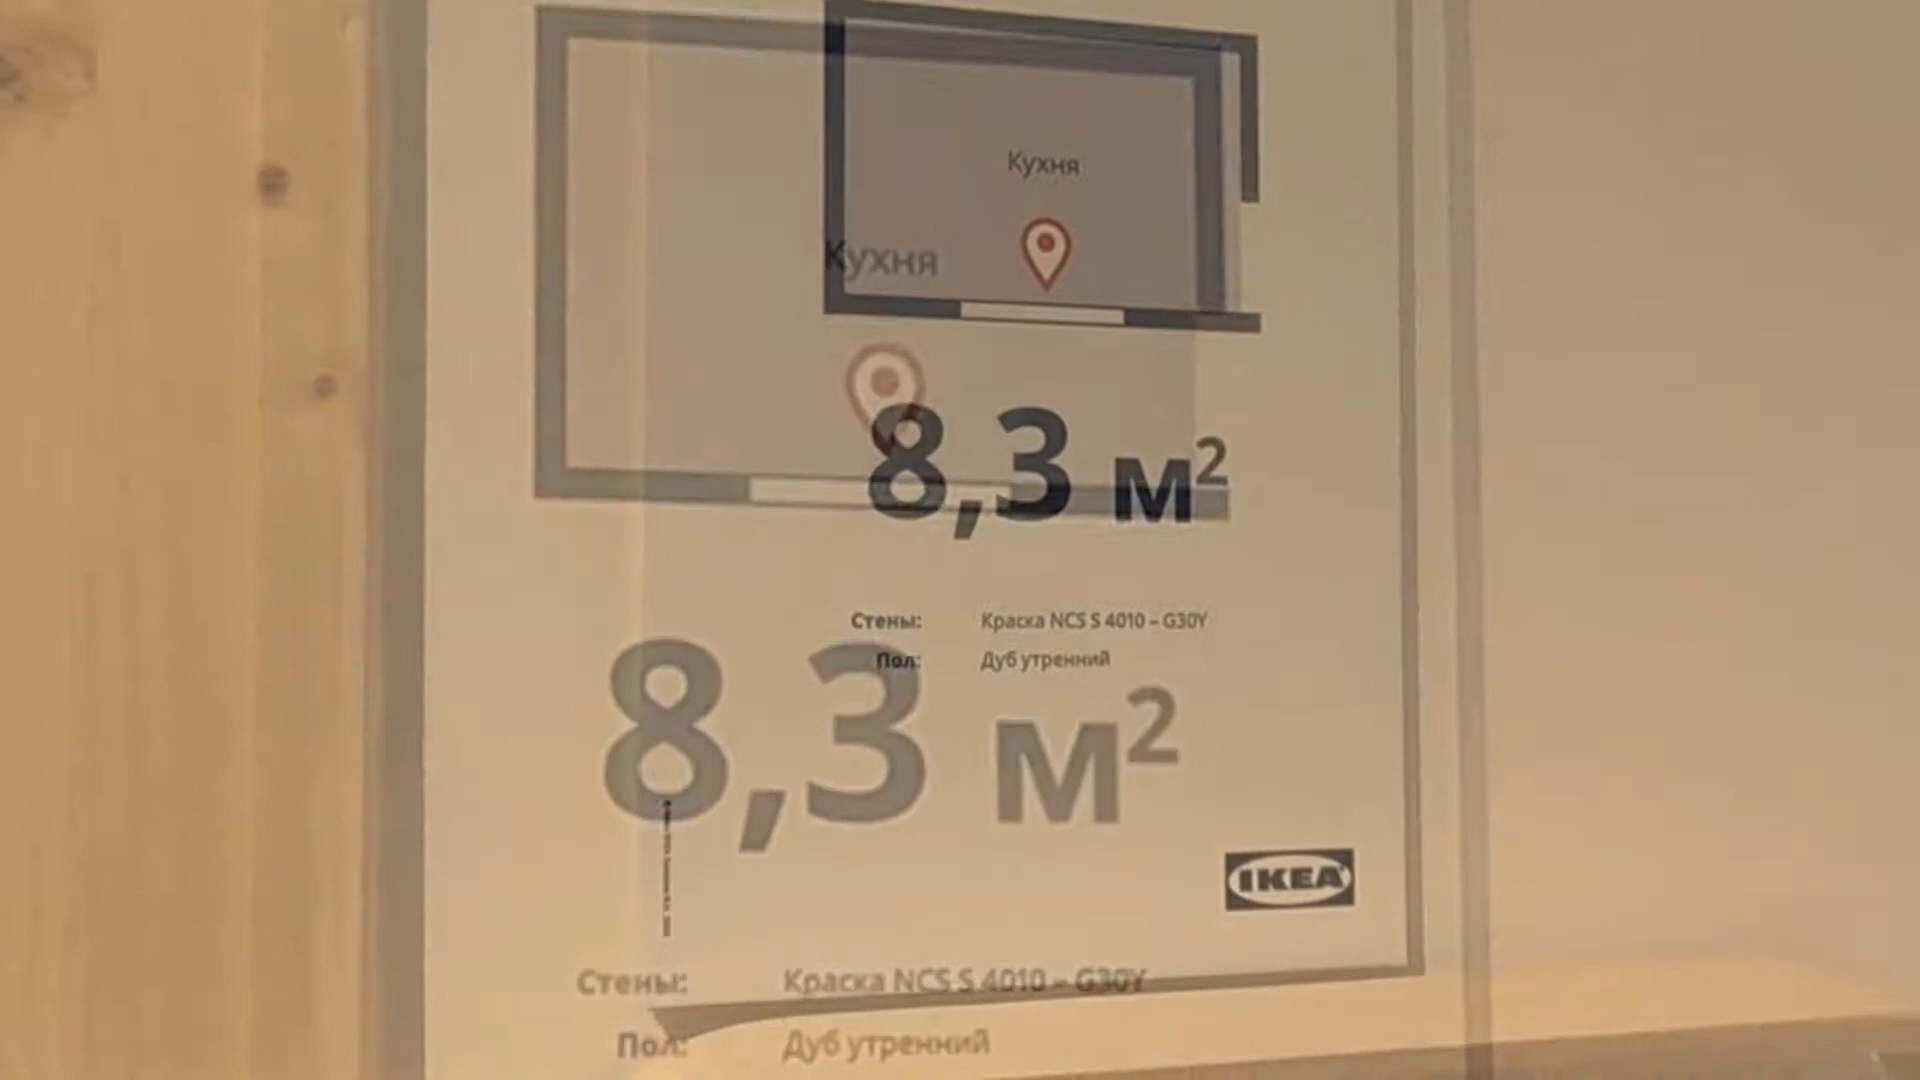 Кухня
Кухня
8,3 м²
Стены: Краска NCS S 4010 – G30Y
Пол: Дуб утренний
8,3 м²
IKEA
Стены: Краска NCS S 4010 – G30Y
Пол: Дуб утренний